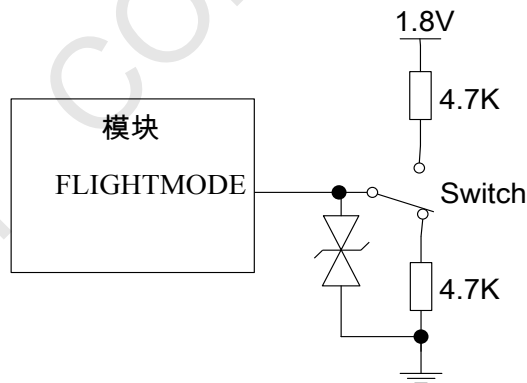 1.8V
4.7K
模块
FLIGHTMODE
Switch
4.7K